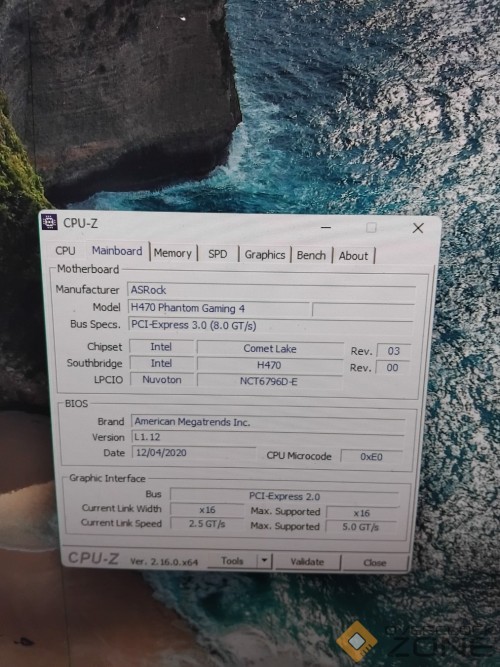 CPU-Z
CPU Mainboard Memory SPD Graphics Bench About
Motherboard
Manufacturer ASRock
Model H470 Phantom Gaming 4
Bus Specs. PCI-Express 3.0 (8.0 GT/s)
Chipset Intel Comet Lake Rev. 03
Southbridge Intel H470 Rev. 00
LPCIO Nuvoton NCT6796D-E
BIOS
Brand American Megatrends Inc.
Version L1.12
Date 12/04/2020 CPU Microcode 0xE0
Graphic Interface
Bus PCI-Express 2.0
Current Link Width x16 Max. Supported x16
Current Link Speed 2.5 GT/s Max. Supported 5.0 GT/s
CPU-Z Ver. 2.16.0.x64 Tools Validate Close
ZONE